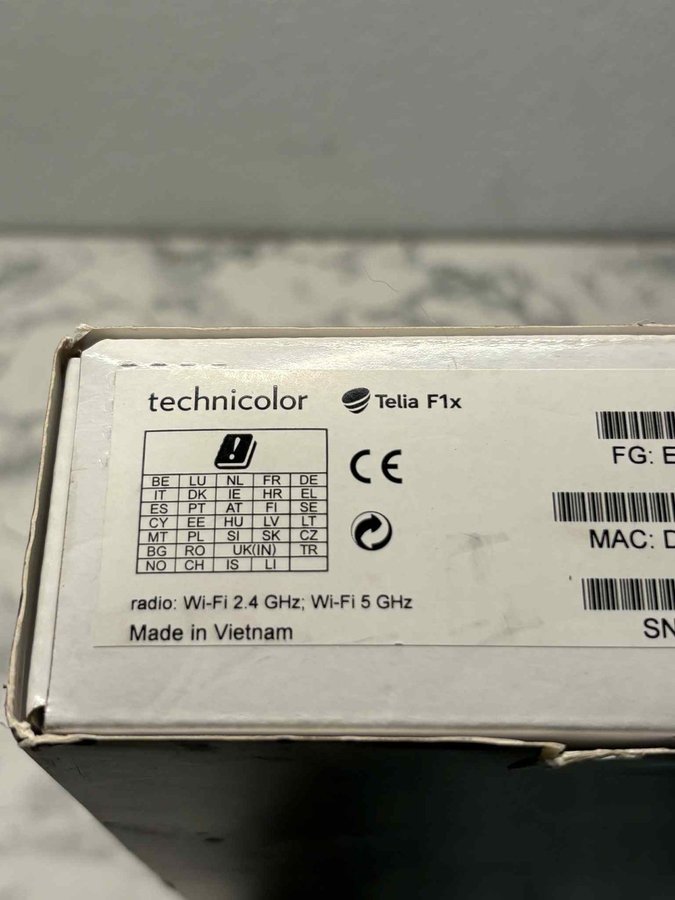 technicolor Telia F1x
CE
BE LU NL FR DE
IT DK IE HR EL
ES PT AT FI SE
CY EE HU LV LT
MT PL SI SK CZ
BG RO UK(IN) TR
NO CH IS LI
radio: Wi-Fi 2.4 GHz; Wi-Fi 5 GHz
Made in Vietnam
FG: E
MAC: D
SN